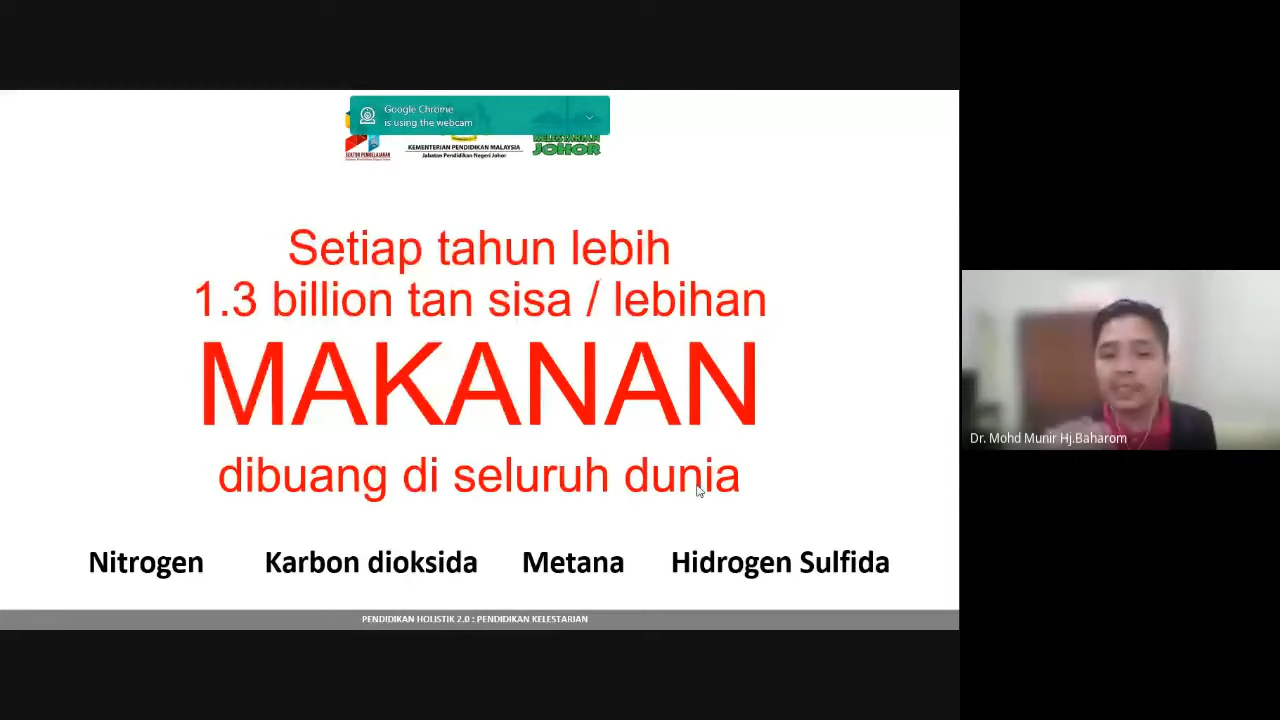 Google Chrome
is using the webcam
SEKTOR PEMBELAJARAN
KEMENTERIAN PENDIDIKAN MALAYSIA
Jabatan Pendidikan Negeri Johor
KELESTARIAN
JOHOR
Setiap tahun lebih
1.3 billion tan sisa / lebihan
MAKANAN
dibuang di seluruh dunia
Nitrogen Karbon dioksida Metana Hidrogen Sulfida
PENDIDIKAN HOLISTIK 2.0 : PENDIDIKAN KELESTARIAN
Dr. Mohd Munir Hj.Baharom